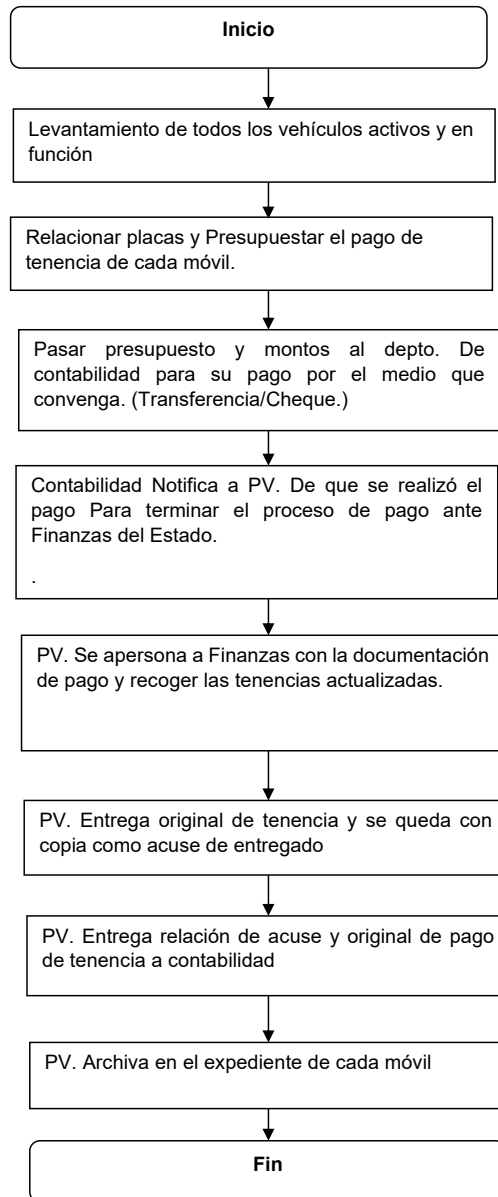 Inicio
Levantamiento de todos los vehículos activos y en
función
Relacionar placas y Presupuestar el pago de
tenencia de cada móvil.
Pasar presupuesto y montos al depto. De
contabilidad para su pago por el medio que
convenga. (Transferencia/Cheque.)
Contabilidad Notifica a PV. De que se realizó el
pago Para terminar el proceso de pago ante
Finanzas del Estado.
.
PV. Se apersona a Finanzas con la documentación
de pago y recoger las tenencias actualizadas.
PV. Entrega original de tenencia y se queda con
copia como acuse de entregado
PV. Entrega relación de acuse y original de pago
de tenencia a contabilidad
PV. Archiva en el expediente de cada móvil
Fin